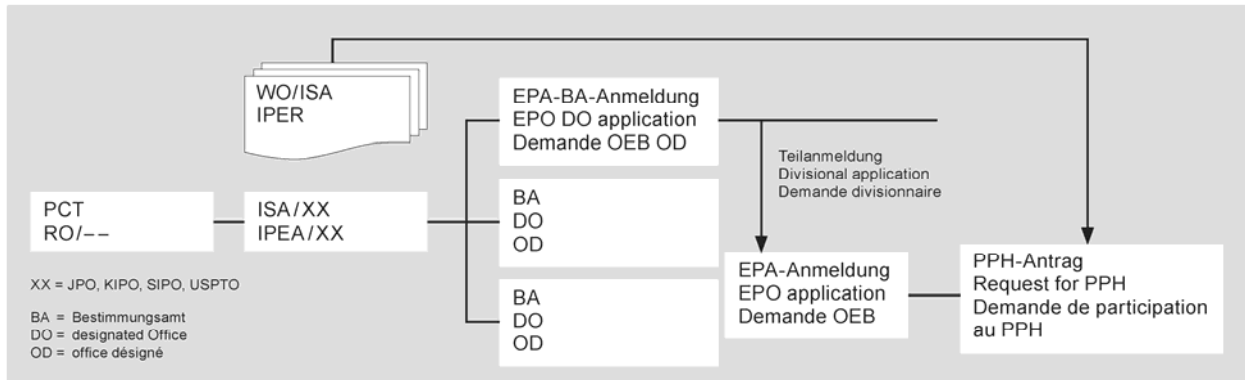 WO/ISA
IPER
EPA-BA-Anmeldung
EPO DO application
Demande OEB OD
Teilanmeldung
Divisional application
Demande divisionnaire
PCT
RO/––
ISA/XX
IPEA/XX
BA
DO
OD
EPA-Anmeldung
EPO application
Demande OEB
PPH-Antrag
Request for PPH
Demande de participation
au PPH
XX = JPO, KIPO, SIPO, USPTO
BA = Bestimmungsamt
DO = designated Office
OD = office désigné
BA
DO
OD